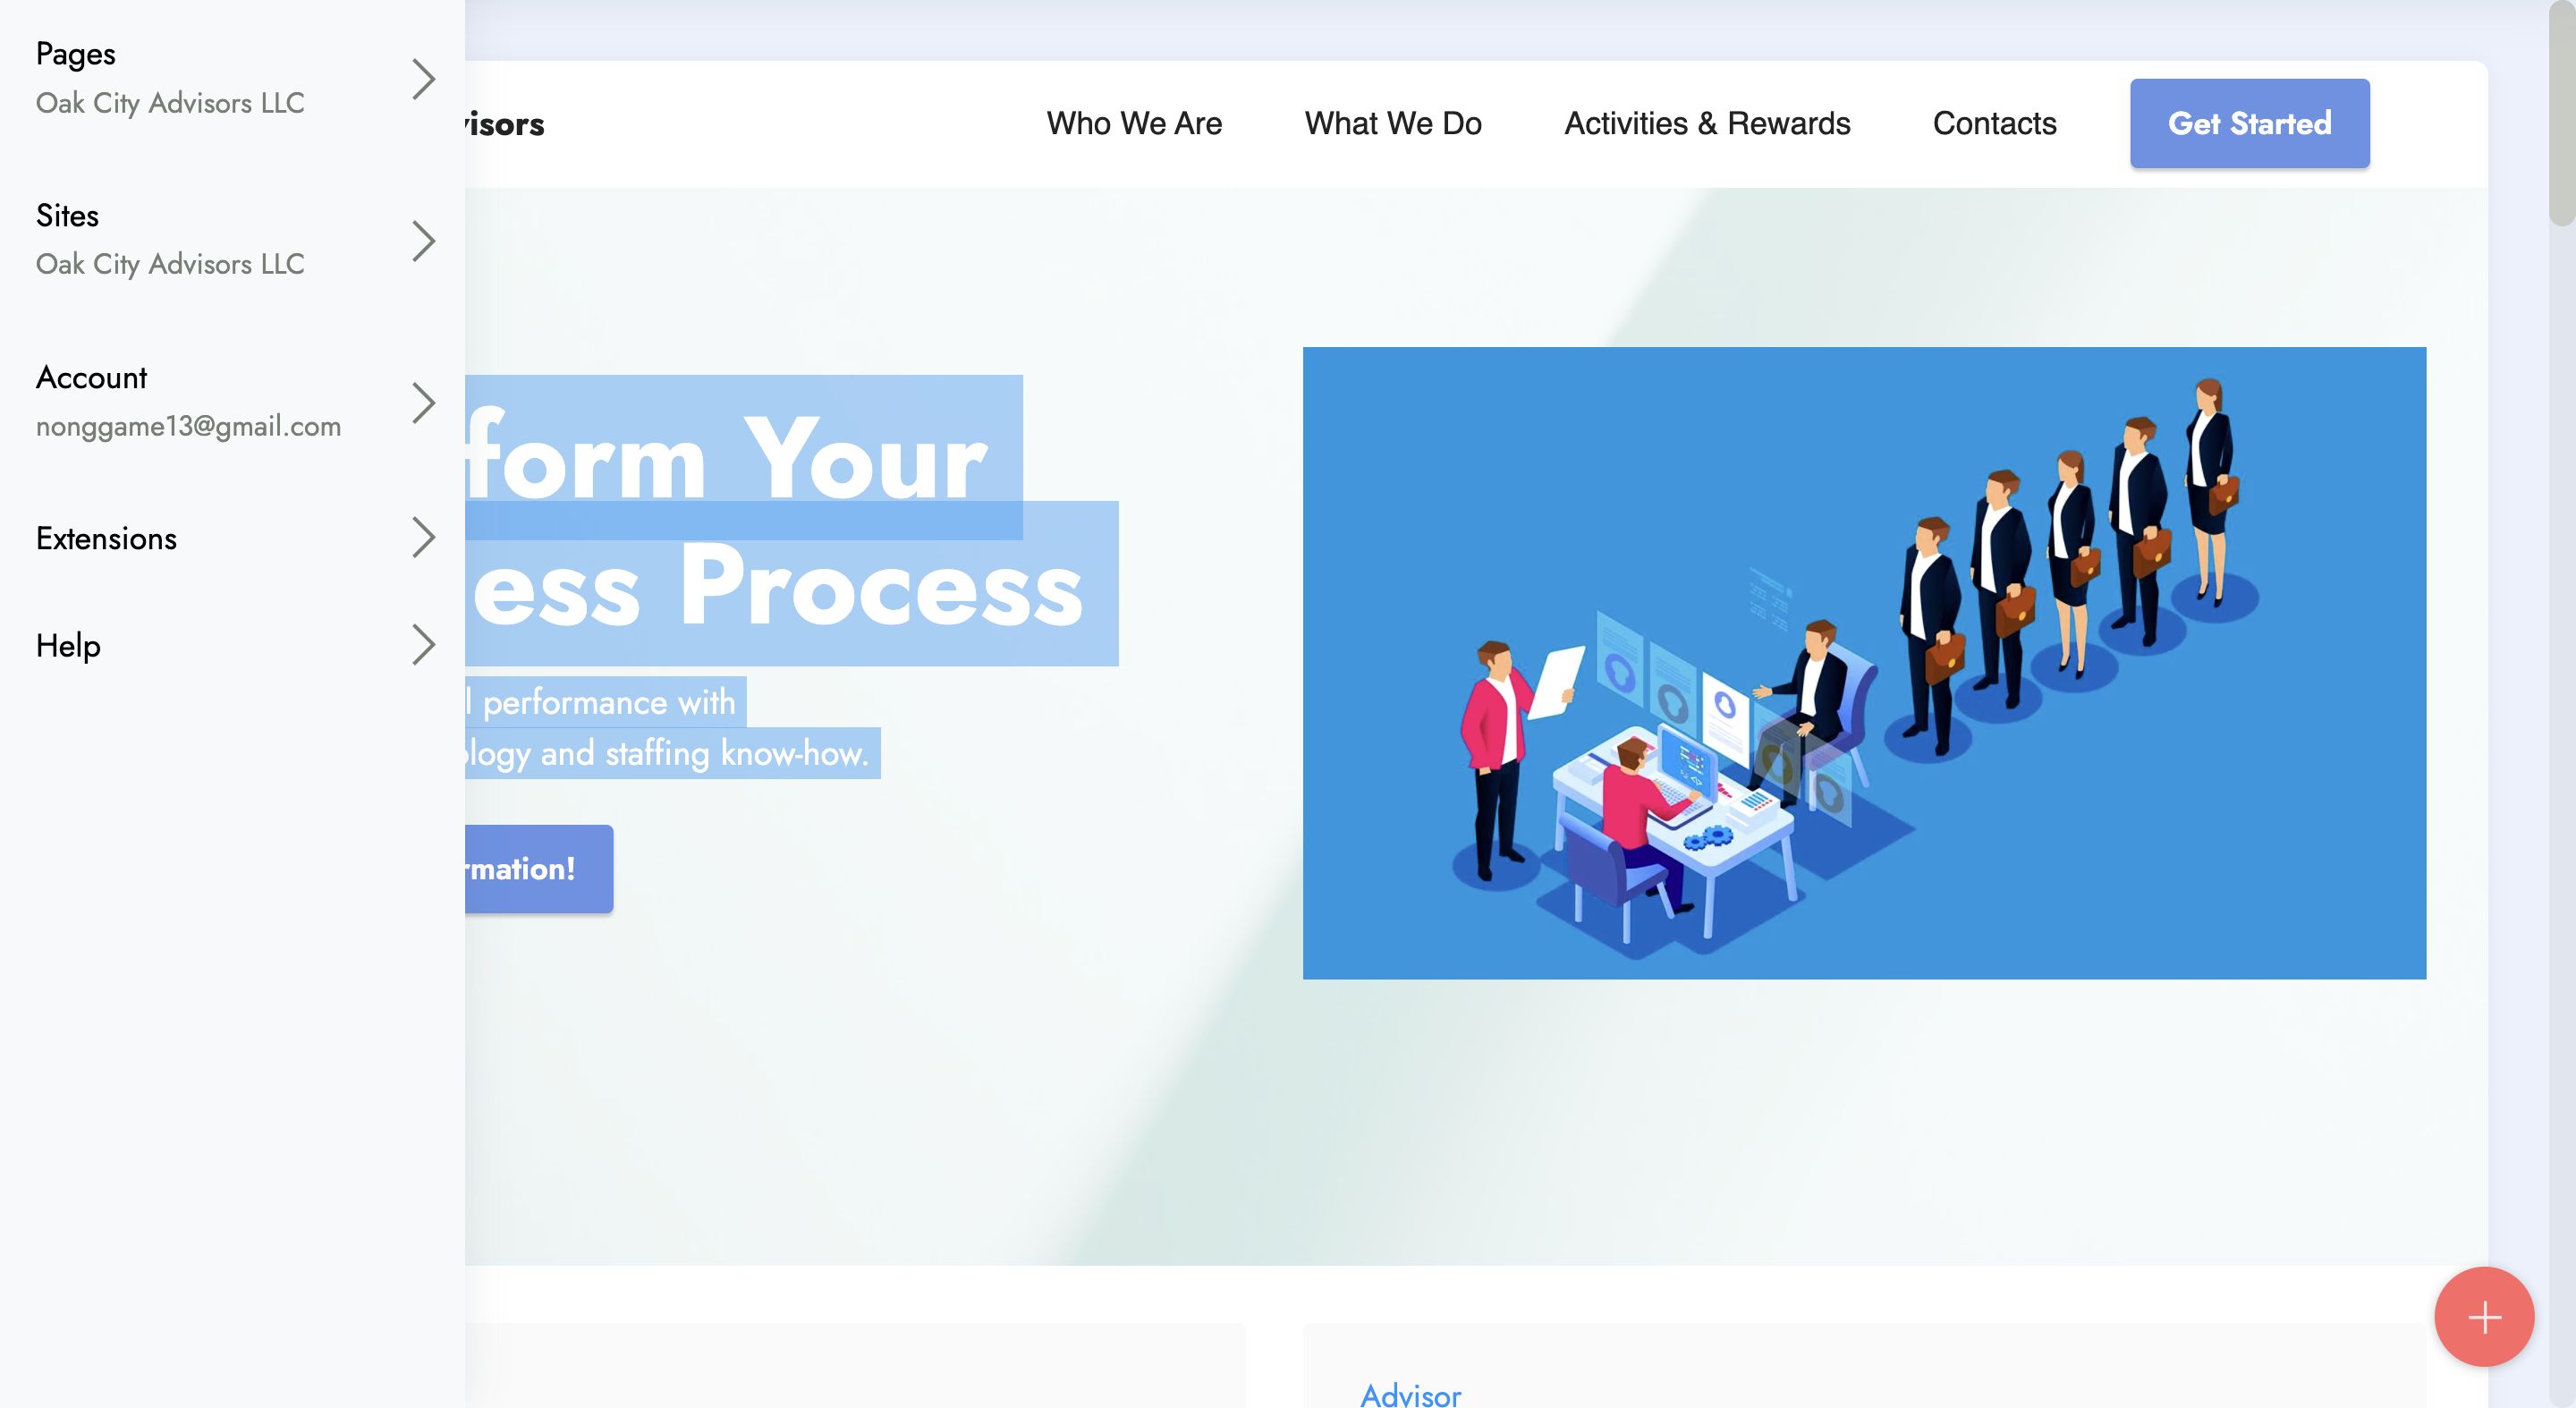 Pages
Oak City Advisors LLC
Sites
Oak City Advisors LLC
Account
nonggame13@gmail.com
Extensions
Help
visors
Who We Are
What We Do
Activities & Rewards
Contacts
Get Started
form Your
ess Process
l performance with
ology and staffing know-how.
rmation!
Advisor